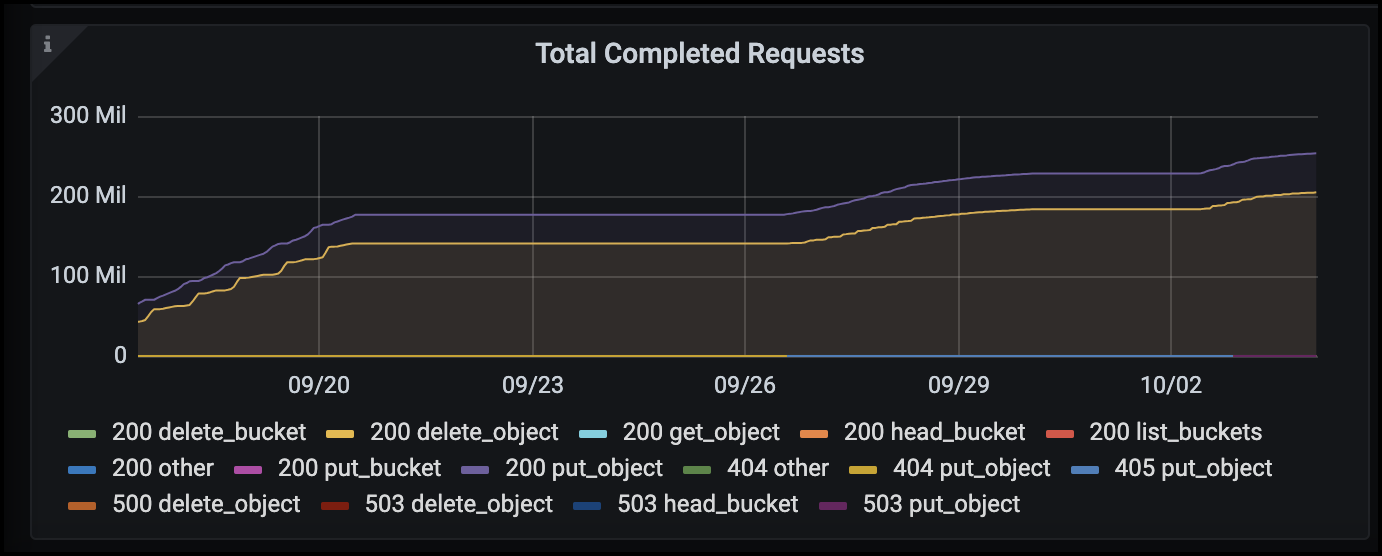 i
Total Completed Requests
300 Mil
200 Mil
100 Mil
0
09/20 09/23 09/26 09/29 10/02
200 delete_bucket 200 delete_object 200 get_object 200 head_bucket 200 list_buckets
200 other 200 put_bucket 200 put_object 404 other 404 put_object 405 put_object
500 delete_object 503 delete_object 503 head_bucket 503 put_object